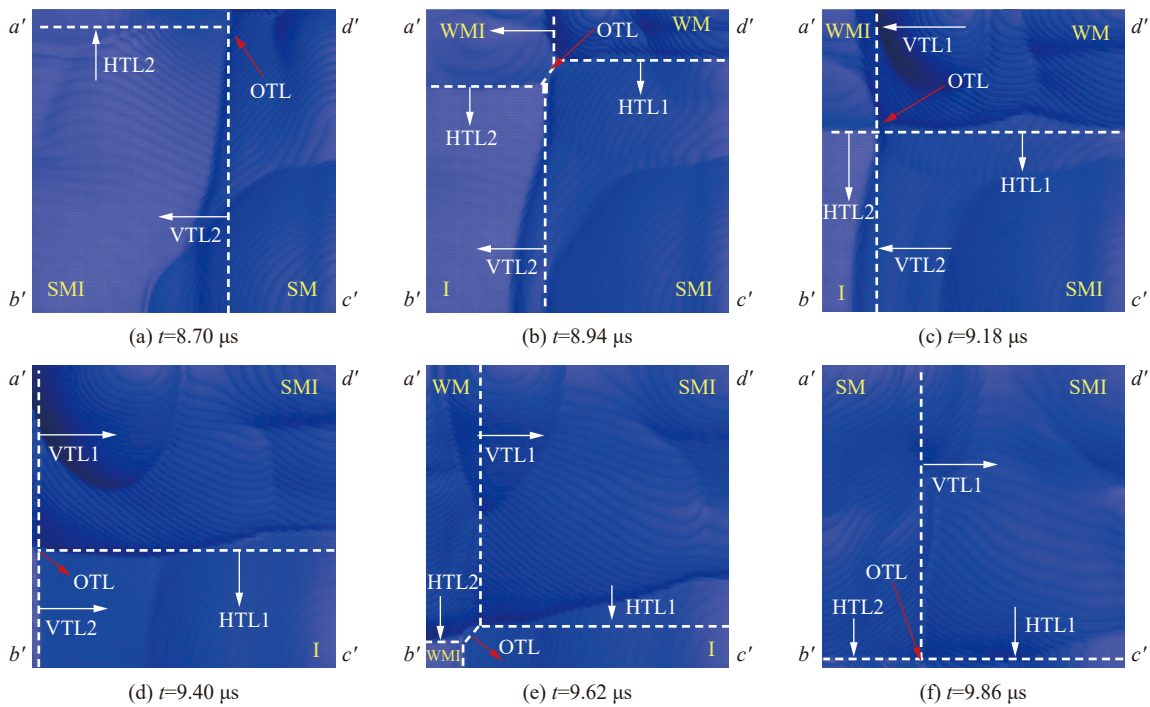 a′ d′
HTL2
OTL
VTL2
SMI SM
b′ c′
(a) t=8.70 μs
a′ WMI OTL WM d′
HTL2 HTL1
VTL2
I SMI
b′ c′
(b) t=8.94 μs
a′ WMI VTL1 WM d′
OTL
HTL2 HTL1
VTL2
I SMI
b′ c′
(c) t=9.18 μs
a′ SMI d′
VTL1
OTL
HTL1
VTL2
I
b′ c′
(d) t=9.40 μs
a′ WM SMI d′
VTL1
HTL2 HTL1
OTL
WMI I
b′ c′
(e) t=9.62 μs
a′ SM SMI d′
VTL1
OTL
HTL2 HTL1
b′ c′
(f) t=9.86 μs